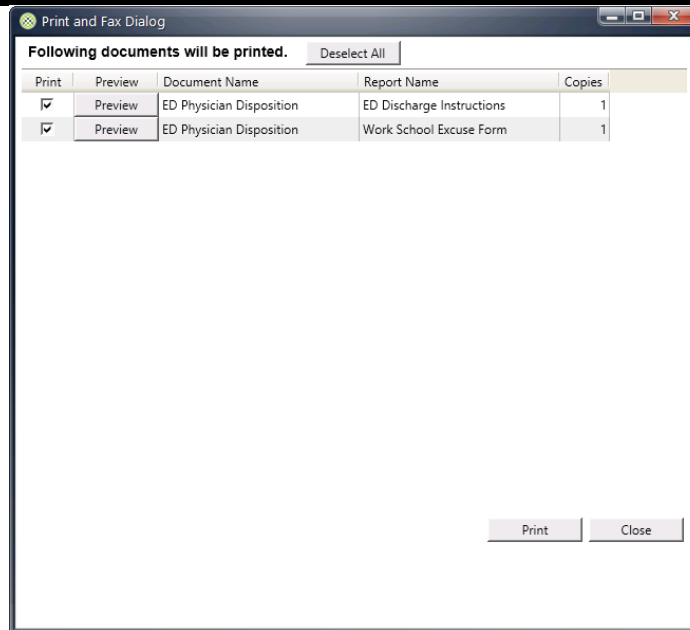 Print and Fax Dialog
Following documents will be printed. Deselect All
Print Preview Document Name Report Name Copies
Preview ED Physician Disposition ED Discharge Instructions 1
Preview ED Physician Disposition Work School Excuse Form 1
Print Close